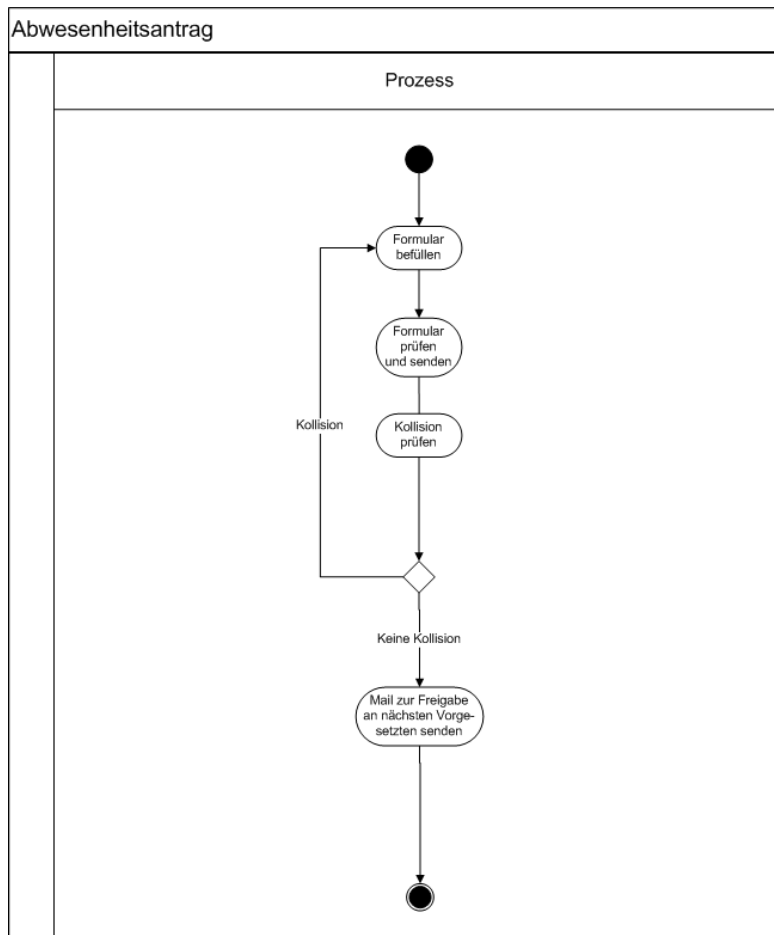 Abwesenheitsantrag
Prozess
Formular
befüllen
Formular
prüfen
und senden
Kollision
Kollision
prüfen
Keine Kollision
Mail zur Freigabe
an nächsten Vorge-
setzten senden